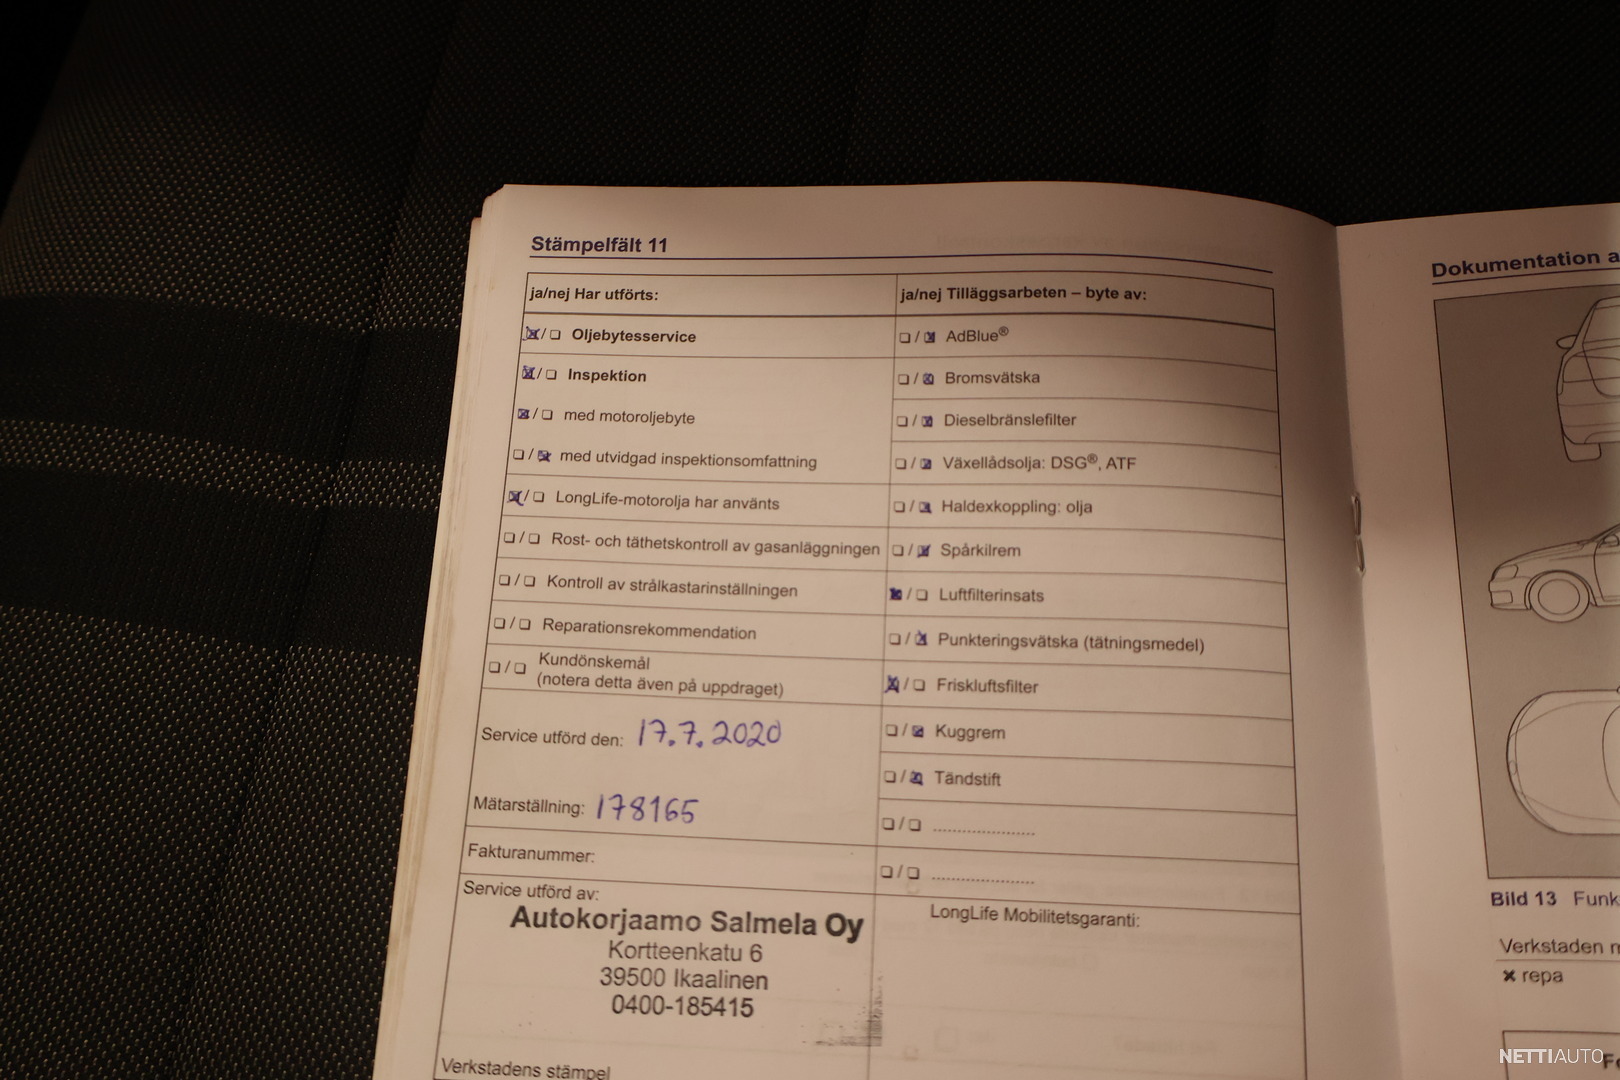 Stämpelfält 11
ja/nej Har utförts:
☒/☐ Oljebytesservice
☒/☐ Inspektion
☒/☐ med motoroljebyte
☐/☒ med utvidgad inspektionsomfattning
☒/☐ LongLife-motorolja har använts
☐/☐ Rost- och täthetskontroll av gasanläggningen
☐/☐ Kontroll av strålkastarinställningen
☐/☐ Reparationsrekommendation
☐/☐ Kundönskemål
(notera detta även på uppdraget)
Service utförd den: 17.7.2020
Mätarställning: 178165
Fakturanummer:
Service utförd av:
Autokorjaamo Salmela Oy
Kortteenkatu 6
39500 Ikaalinen
0400-185415
Verkstadens stämpel
ja/nej Tilläggsarbeten – byte av:
☐/☒ AdBlue®
☐/☒ Bromsvätska
☐/☒ Dieselbränslefilter
☐/☒ Växellådsolja: DSG®, ATF
☐/☒ Haldexkoppling: olja
☐/☒ Spårkilrem
☒/☐ Luftfilterinsats
☐/☒ Punkteringsvätska (tätningsmedel)
☒/☐ Friskluftsfilter
☐/☒ Kuggrem
☐/☒ Tändstift
☐/☐ .....................
☐/☐ .....................
LongLife Mobilitetsgaranti:
Dokumentation a
Bild 13 Funk
Verkstaden
✖ repa
NETTIAUTO